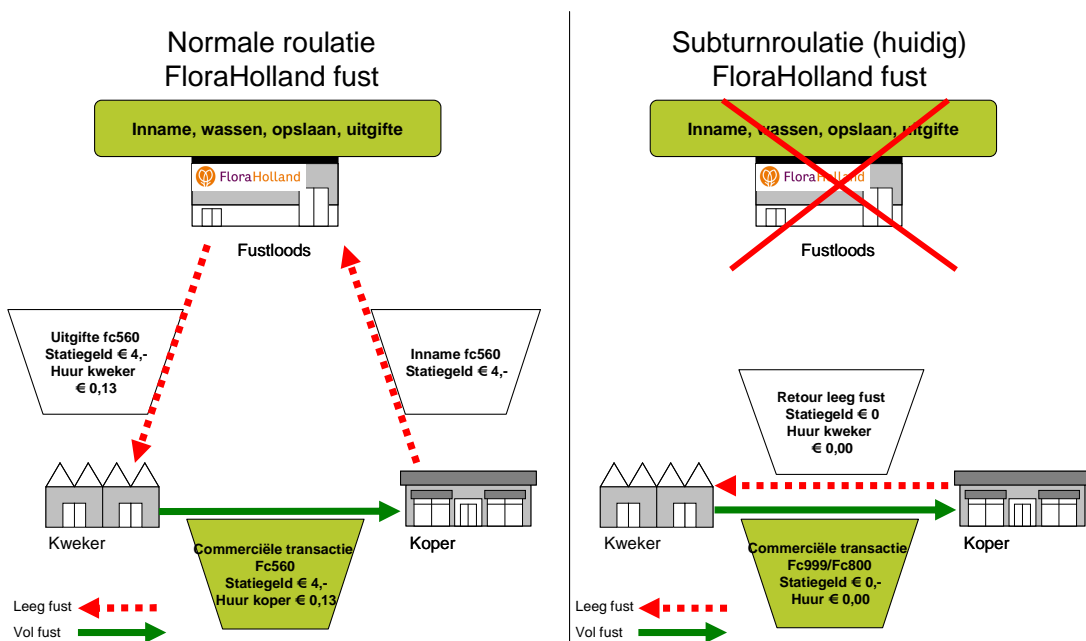 Normale roulatie
FloraHolland fust
Inname, wassen, opslaan, uitgifte
FloraHolland
Fustloods
Uitgifte fc560
Statiegeld € 4,-
Huur kweker
€ 0,13
Inname fc560
Statiegeld € 4,-
Kweker
Koper
Commerciële transactie
Fc560
Statiegeld € 4,-
Huur koper € 0,13
Leeg fust
Vol fust
Subturnroulatie (huidig)
FloraHolland fust
Inname, wassen, opslaan, uitgifte
FloraHolland
Fustloods
Retour leeg fust
Statiegeld € 0
Huur kweker
€ 0,00
Kweker
Koper
Commerciële transactie
Fc999/Fc800
Statiegeld € 0,-
Huur € 0,00
Leeg fust
Vol fust